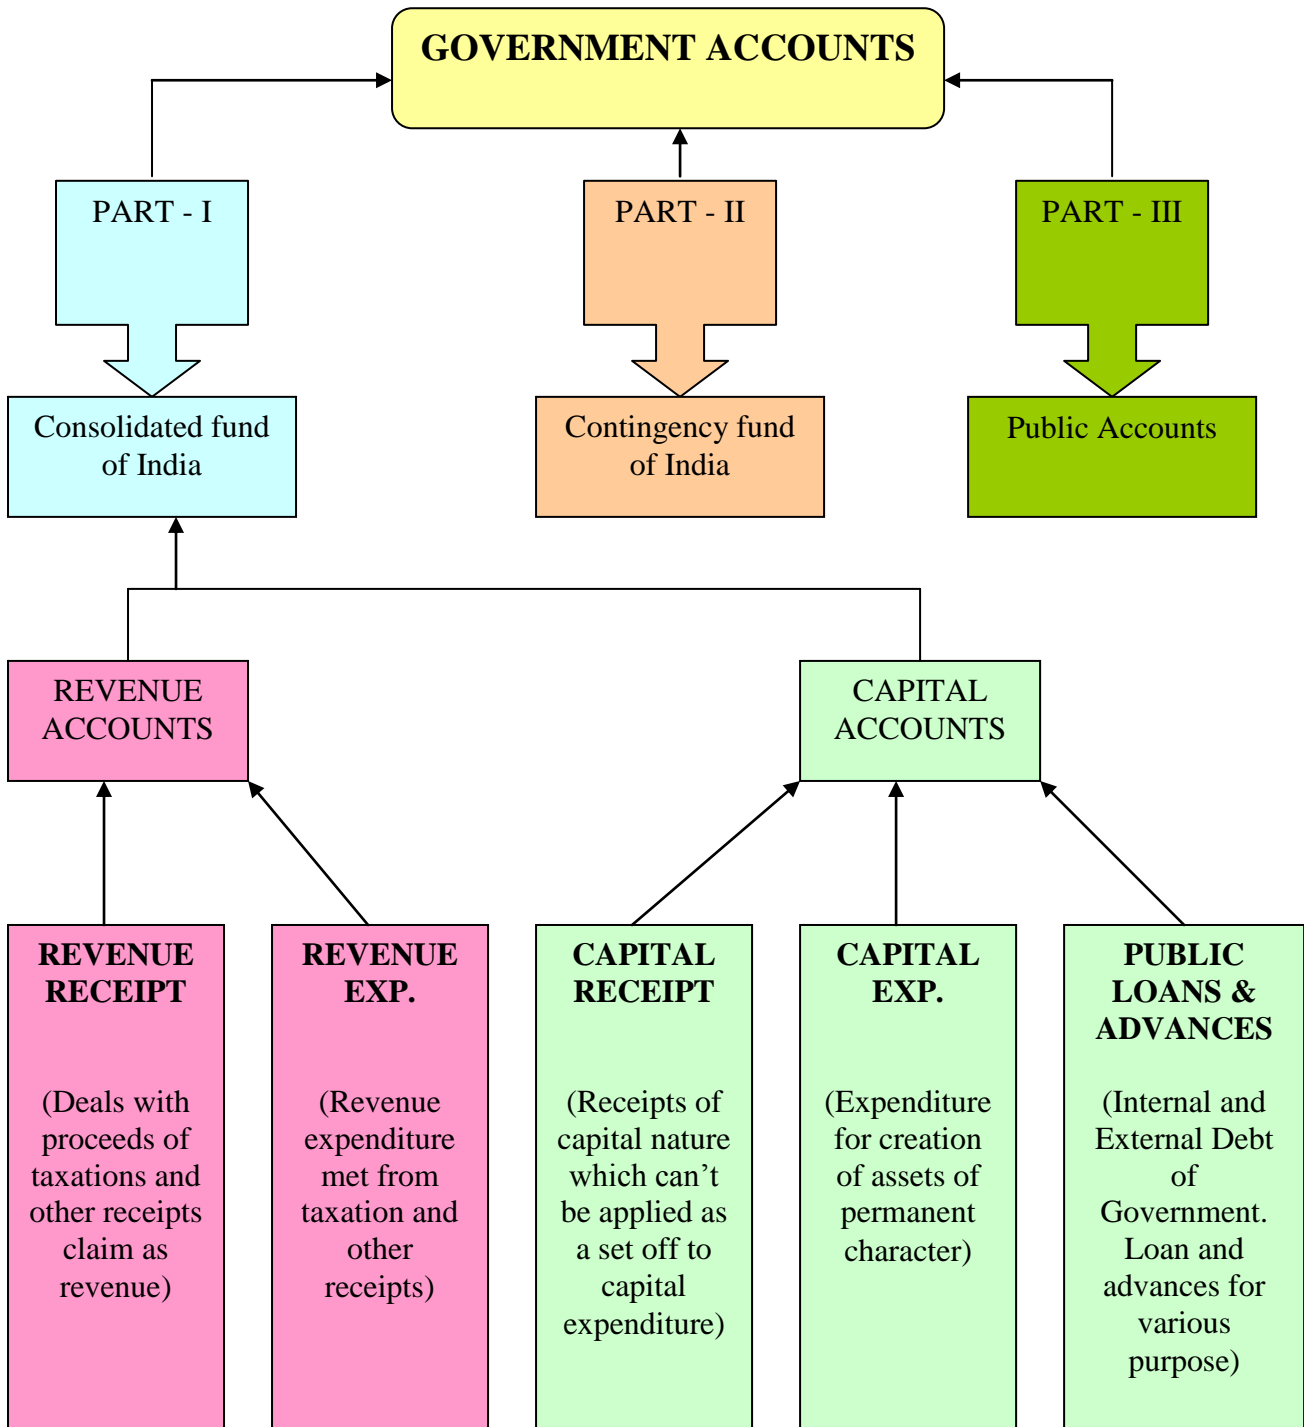 GOVERNMENT ACCOUNTS
PART - I
PART - II
PART - III
Consolidated fund
of India
Contingency fund
of India
Public Accounts
REVENUE
ACCOUNTS
CAPITAL
ACCOUNTS
REVENUE
RECEIPT
(Deals with
proceeds of
taxations and
other receipts
claim as
revenue)
REVENUE
EXP.
(Revenue
expenditure
met from
taxation and
other
receipts)
CAPITAL
RECEIPT
(Receipts of
capital nature
which can’t
be applied as
a set off to
capital
expenditure)
CAPITAL
EXP.
(Expenditure
for creation
of assets of
permanent
character)
PUBLIC
LOANS &
ADVANCES
(Internal and
External Debt
of
Government.
Loan and
advances for
various
purpose)